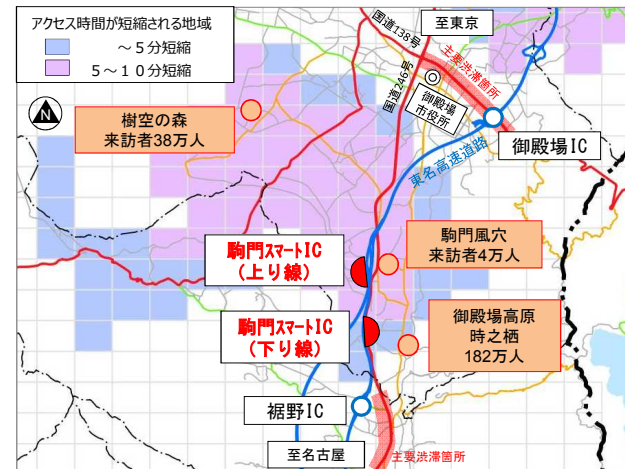 アクセス時間が短縮される地域
～5分短縮
5～10分短縮
N
国道138号
至東京
主要渋滞箇所
国道246号
御殿場
市役所
御殿場IC
東名高速道路
樹空の森
来訪者38万人
駒門スマートIC
(上り線)
駒門風穴
来訪者4万人
駒門スマートIC
(下り線)
御殿場高原
時之栖
182万人
裾野IC
至名古屋
主要渋滞箇所